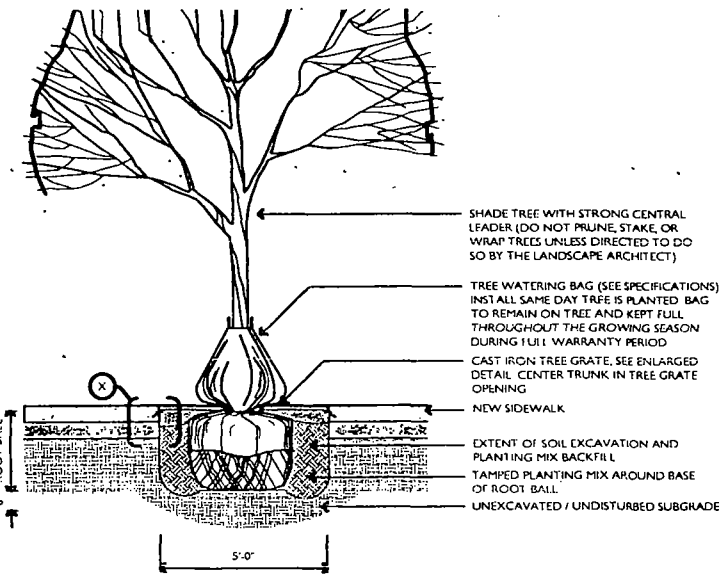 SHADE TREE WITH STRONG CENTRAL
LEADER (DO NOT PRUNE, STAKE, OR
WRAP TREES UNLESS DIRECTED TO DO
SO BY THE LANDSCAPE ARCHITECT)
TREE WATERING BAG (SEE SPECIFICATIONS)
INSTALL SAME DAY TREE IS PLANTED BAG
TO REMAIN ON TREE AND KEPT FULL
THROUGHOUT THE GROWING SEASON
DURING FULL WARRANTY PERIOD
CAST IRON TREE GRATE, SEE ENLARGED
DETAIL CENTER TRUNK IN TREE GRATE
OPENING
X
NEW SIDEWALK
EXTENT OF SOIL EXCAVATION AND
PLANTING MIX BACKFILL
TAMPED PLANTING MIX AROUND BASE
OF ROOT BALL
UNEXCAVATED / UNDISTURBED SUBGRADE
5'-0"